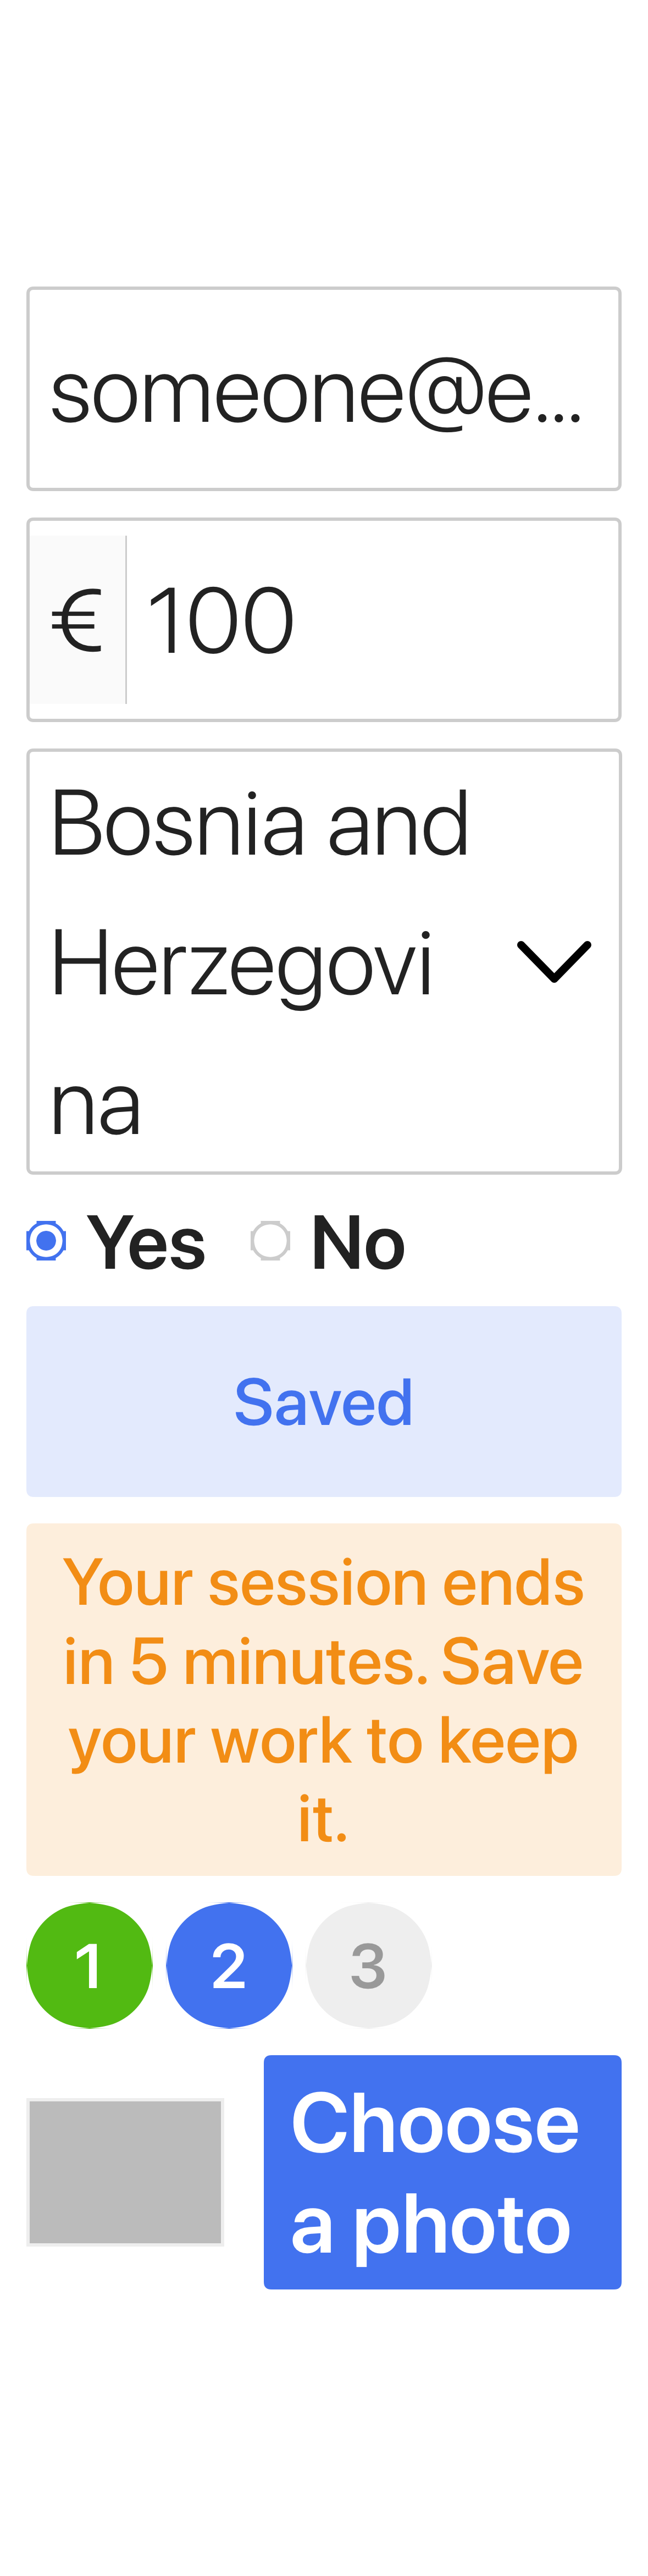 someone@e...
€ 100
Bosnia and
Herzegovi
na
Yes No
Saved
Your session ends
in 5 minutes. Save
your work to keep
it.
1 2 3
Choose
a photo